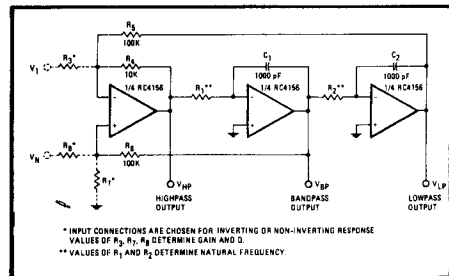 R5
100K
V1
R3*
R4
10K
1/4 RC4156
R1**
C1
1000 pF
1/4 RC4156
R2**
C2
1000 pF
1/4 RC4156
VN
R8*
R6
100K
R7*
VHP
HIGHPASS
OUTPUT
VBP
BANDPASS
OUTPUT
VLP
LOWPASS
OUTPUT
* INPUT CONNECTIONS ARE CHOSEN FOR INVERTING OR NON-INVERTING RESPONSE
VALUES OF R3, R7, R8 DETERMINE GAIN AND Q.
** VALUES OF R1 AND R2 DETERMINE NATURAL FREQUENCY.